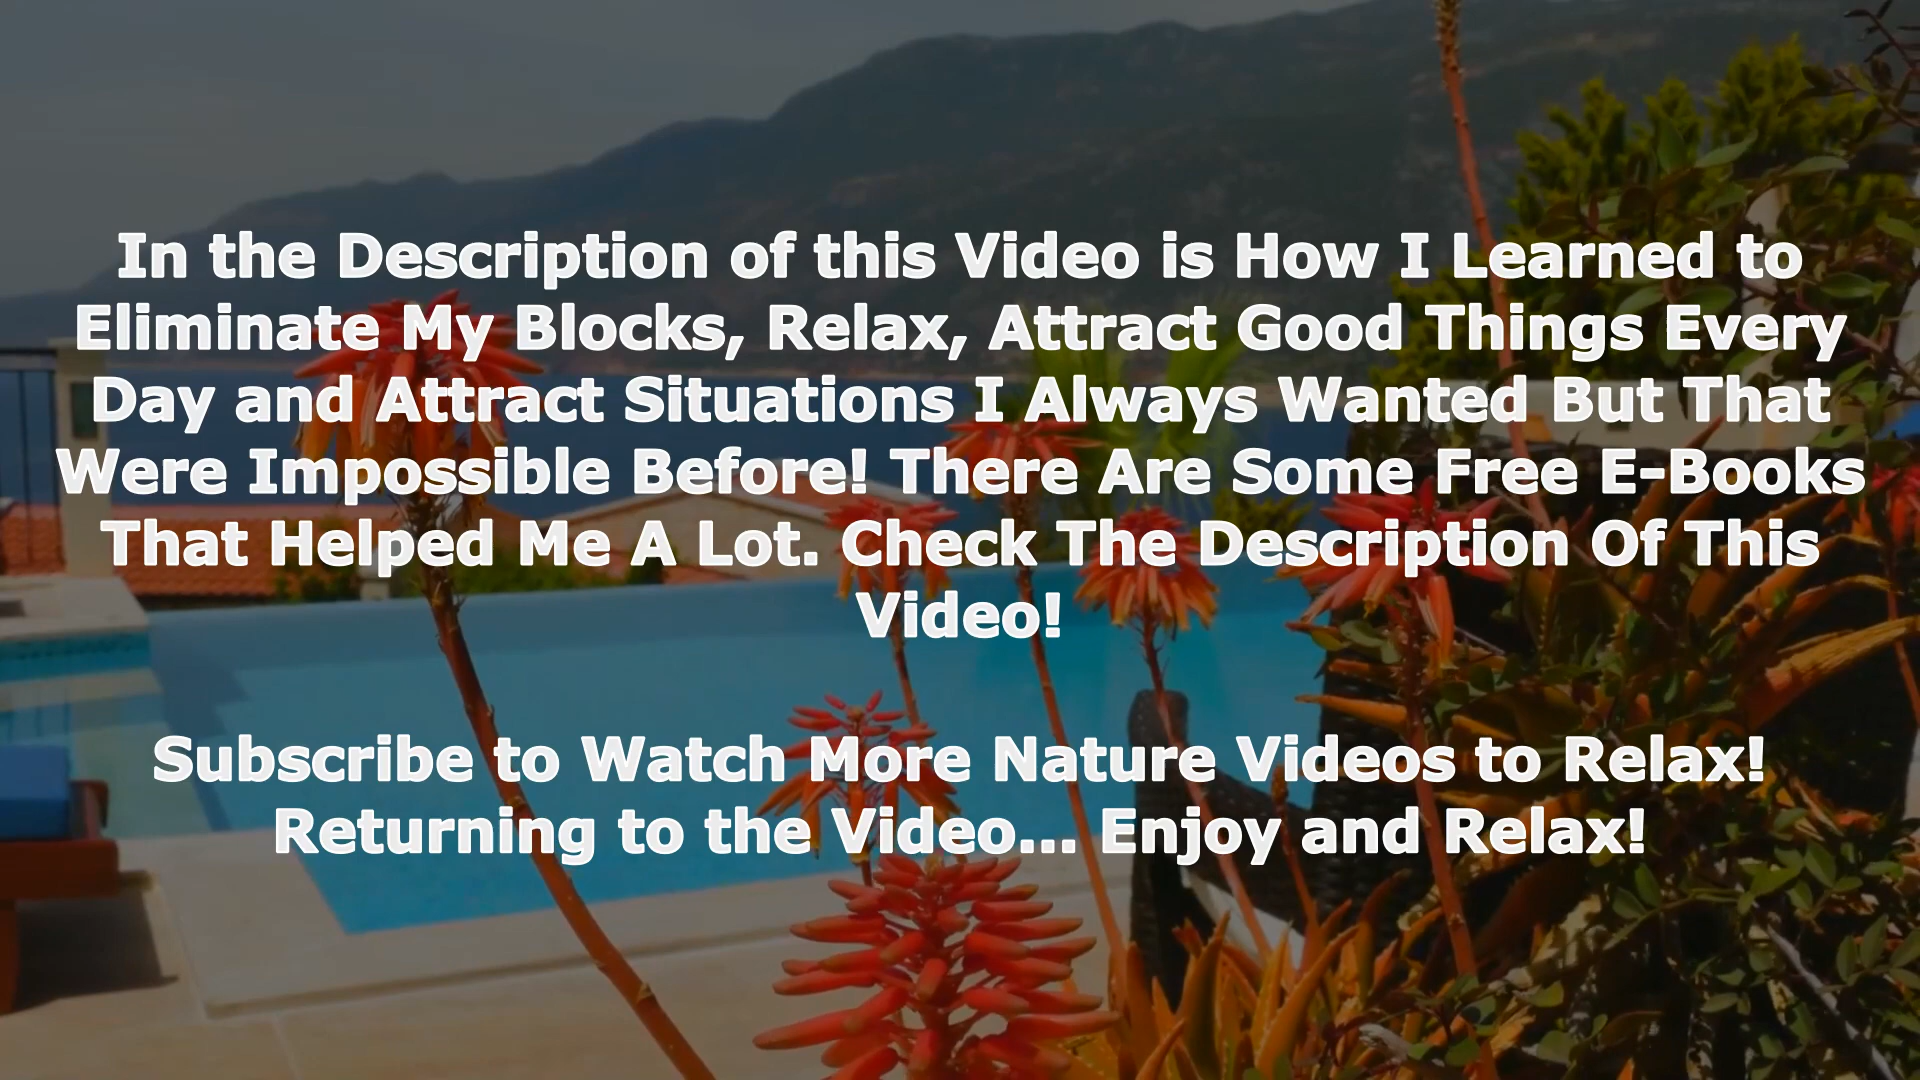 In the Description of this Video is How I Learned to
Eliminate My Blocks, Relax, Attract Good Things Every
Day and Attract Situations I Always Wanted But That
Were Impossible Before! There Are Some Free E-Books
That Helped Me A Lot. Check The Description Of This
Video!
Subscribe to Watch More Nature Videos to Relax!
Returning to the Video... Enjoy and Relax!